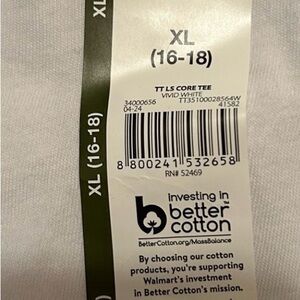 XL
XL
(16-18)
TT LS CORE TEE
VIVID WHITE
34000656
TT35100028564W
04-24
41582
8 800241 532658
RN# 52469
XL (16-18)
investing in
better
cotton
TM
BetterCotton.org/MassBalance
By choosing our cotton
products, you're supporting
Walmart's investment
in Better Cotton's mission.
)